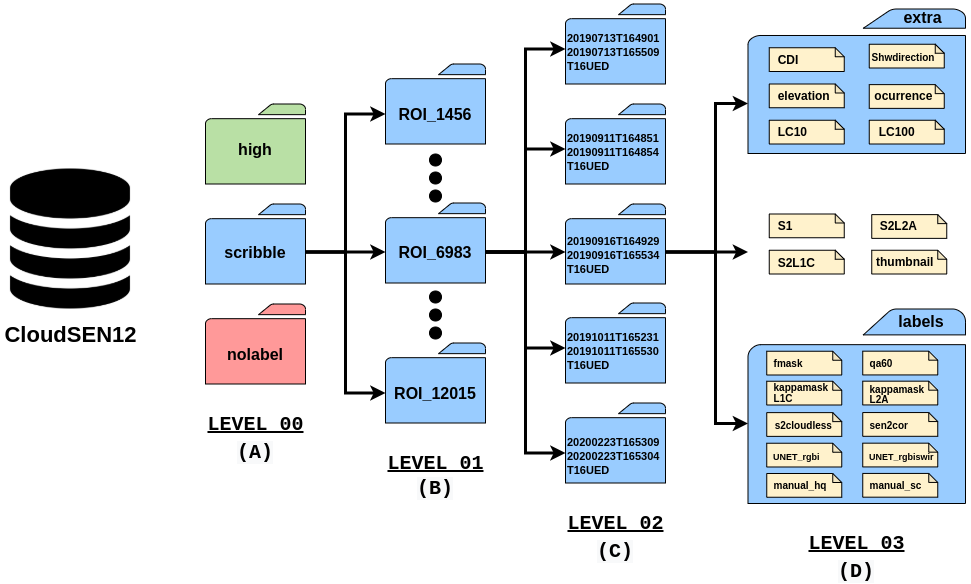 CloudSEN12
high
scribble
nolabel
LEVEL 00
(A)
ROI_1456
ROI_6983
ROI_12015
LEVEL 01
(B)
20190713T164901
20190713T165509
T16UED
20190911T164851
20190911T164854
T16UED
20190916T164929
20190916T165534
T16UED
20191011T165231
20191011T165530
T16UED
20200223T165309
20200223T165304
T16UED
LEVEL 02
(C)
extra
CDI
Shwdirection
elevation
ocurrence
LC10
LC100
S1
S2L2A
S2L1C
thumbnail
labels
fmask
qa60
kappamask
L1C
kappamask
L2A
s2cloudless
sen2cor
UNET_rgbi
UNET_rgbiswir
manual_hq
manual_sc
LEVEL 03
(D)